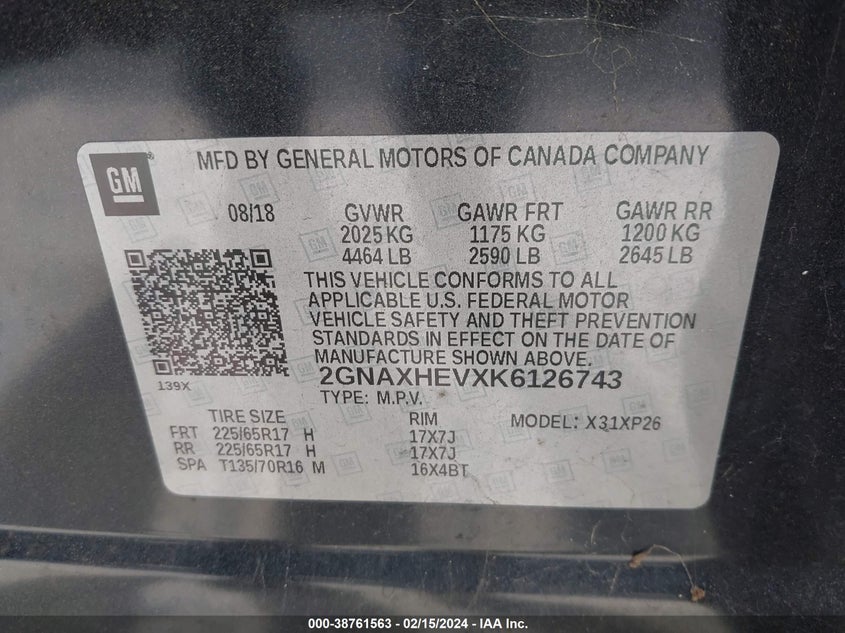 GM
MFD BY GENERAL MOTORS OF CANADA COMPANY
08/18 GVWR GAWR FRT GAWR RR
2025 KG 1175 KG 1200 KG
4464 LB 2590 LB 2645 LB
THIS VEHICLE CONFORMS TO ALL
APPLICABLE U.S. FEDERAL MOTOR
VEHICLE SAFETY AND THEFT PREVENTION
STANDARDS IN EFFECT ON THE DATE OF
MANUFACTURE SHOWN ABOVE.
139X 2GNAXHEVXK6126743
TYPE: M.P.V.
TIRE SIZE RIM MODEL: X31XP26
FRT 225/65R17 H 17X7J
RR 225/65R17 H 17X7J
SPA T135/70R16 M 16X4BT
000-38761563 - 02/15/2024 - IAA Inc.